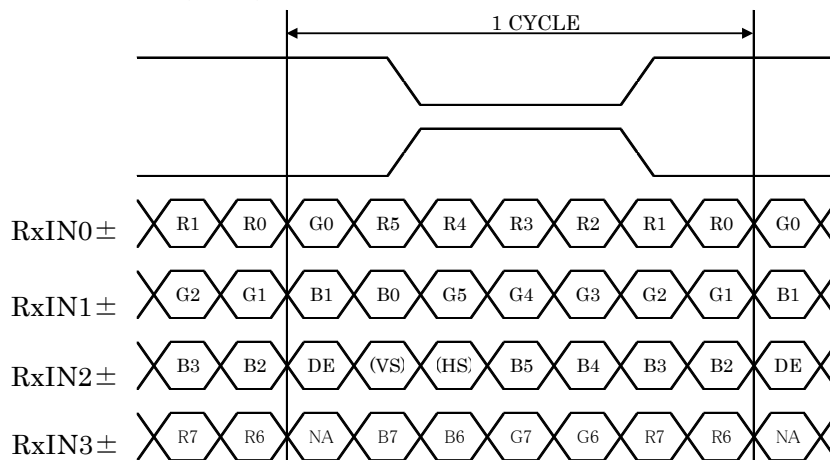 1 CYCLE
RxIN0± R1 R0 G0 R5 R4 R3 R2 R1 R0 G0
RxIN1± G2 G1 B1 B0 G5 G4 G3 G2 G1 B1
RxIN2± B3 B2 DE (VS) (HS) B5 B4 B3 B2 DE
RxIN3± R7 R6 NA B7 B6 G7 G6 R7 R6 NA